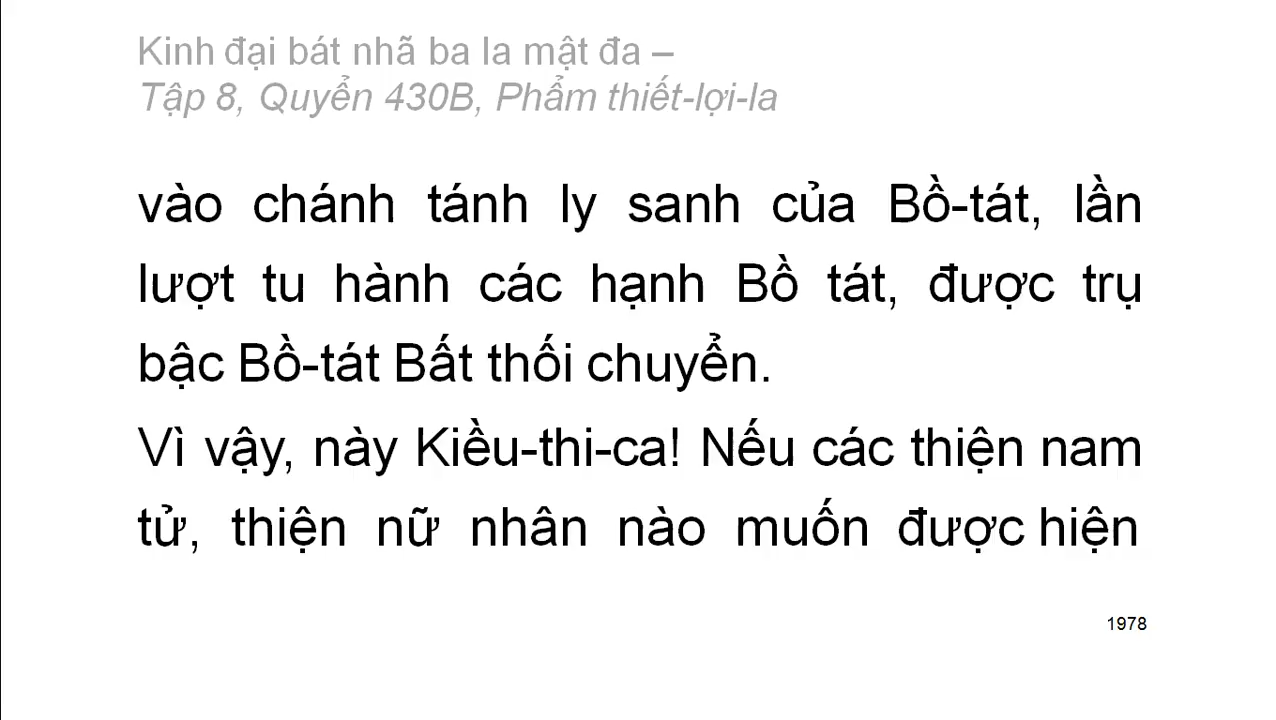 Kinh đại bát nhã ba la mật đa –
Tập 8, Quyển 430B, Phẩm thiết-lợi-la
vào chánh tánh ly sanh của Bồ-tát, lần
lượt tu hành các hạnh Bồ tát, được trụ
bậc Bồ-tát Bất thối chuyển.
Vì vậy, này Kiều-thi-ca! Nếu các thiện nam
tử, thiện nữ nhân nào muốn được hiện
1978